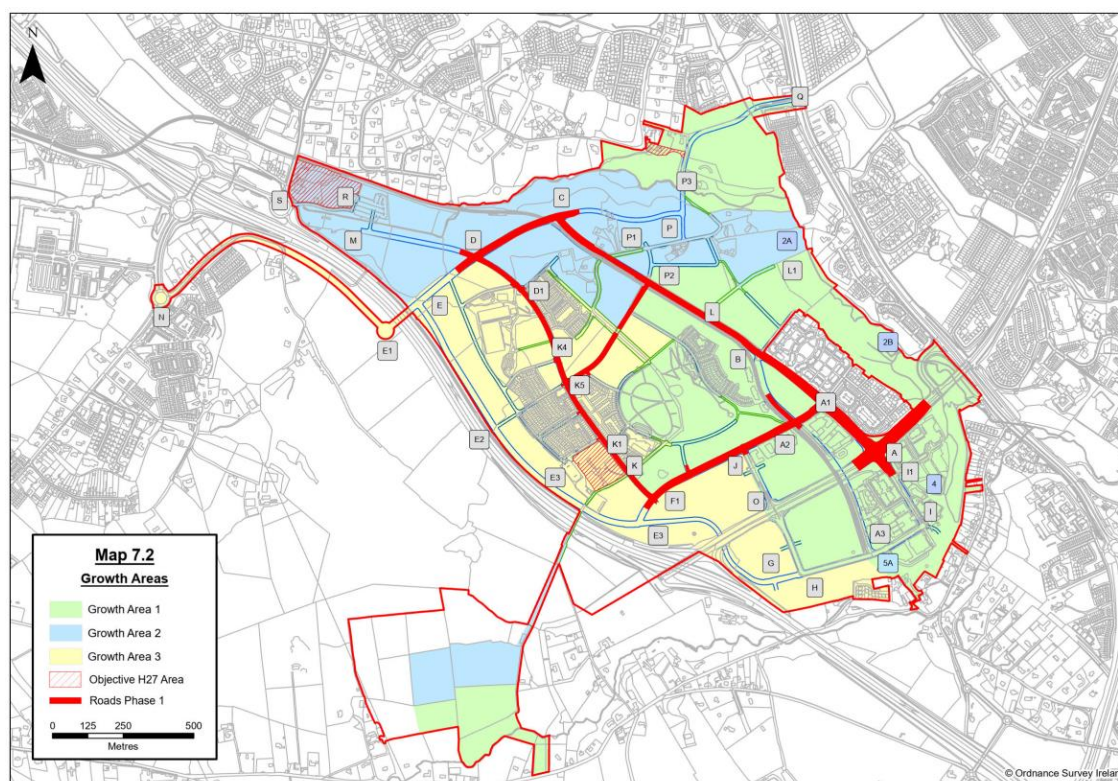 N
Q
P3
S
R
C
M
D
P1
P
2A
P2
L1
D1
E
N
L
E1
K4
B
2B
K5
A1
E2
K1
A2
A
K
J
I1
E3
F1
O
4
I
E3
A3
G
5A
H
Map 7.2
Growth Areas
Growth Area 1
Growth Area 2
Growth Area 3
Objective H27 Area
Roads Phase 1
0 125 250 500
Metres
© Ordnance Survey Irelan